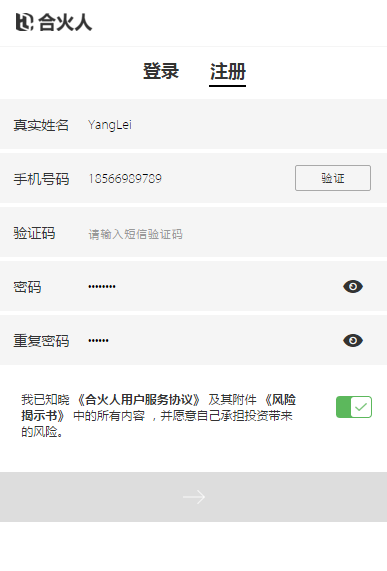 合火人
登录 注册
真实姓名 YangLei
手机号码 18566989789 验证
验证码 请输入短信验证码
密码 ••••••••
重复密码 ••••••
我已知晓 《合火人用户服务协议》 及其附件 《风险
揭示书》 中的所有内容 ，并愿意自己承担投资带来
的风险。